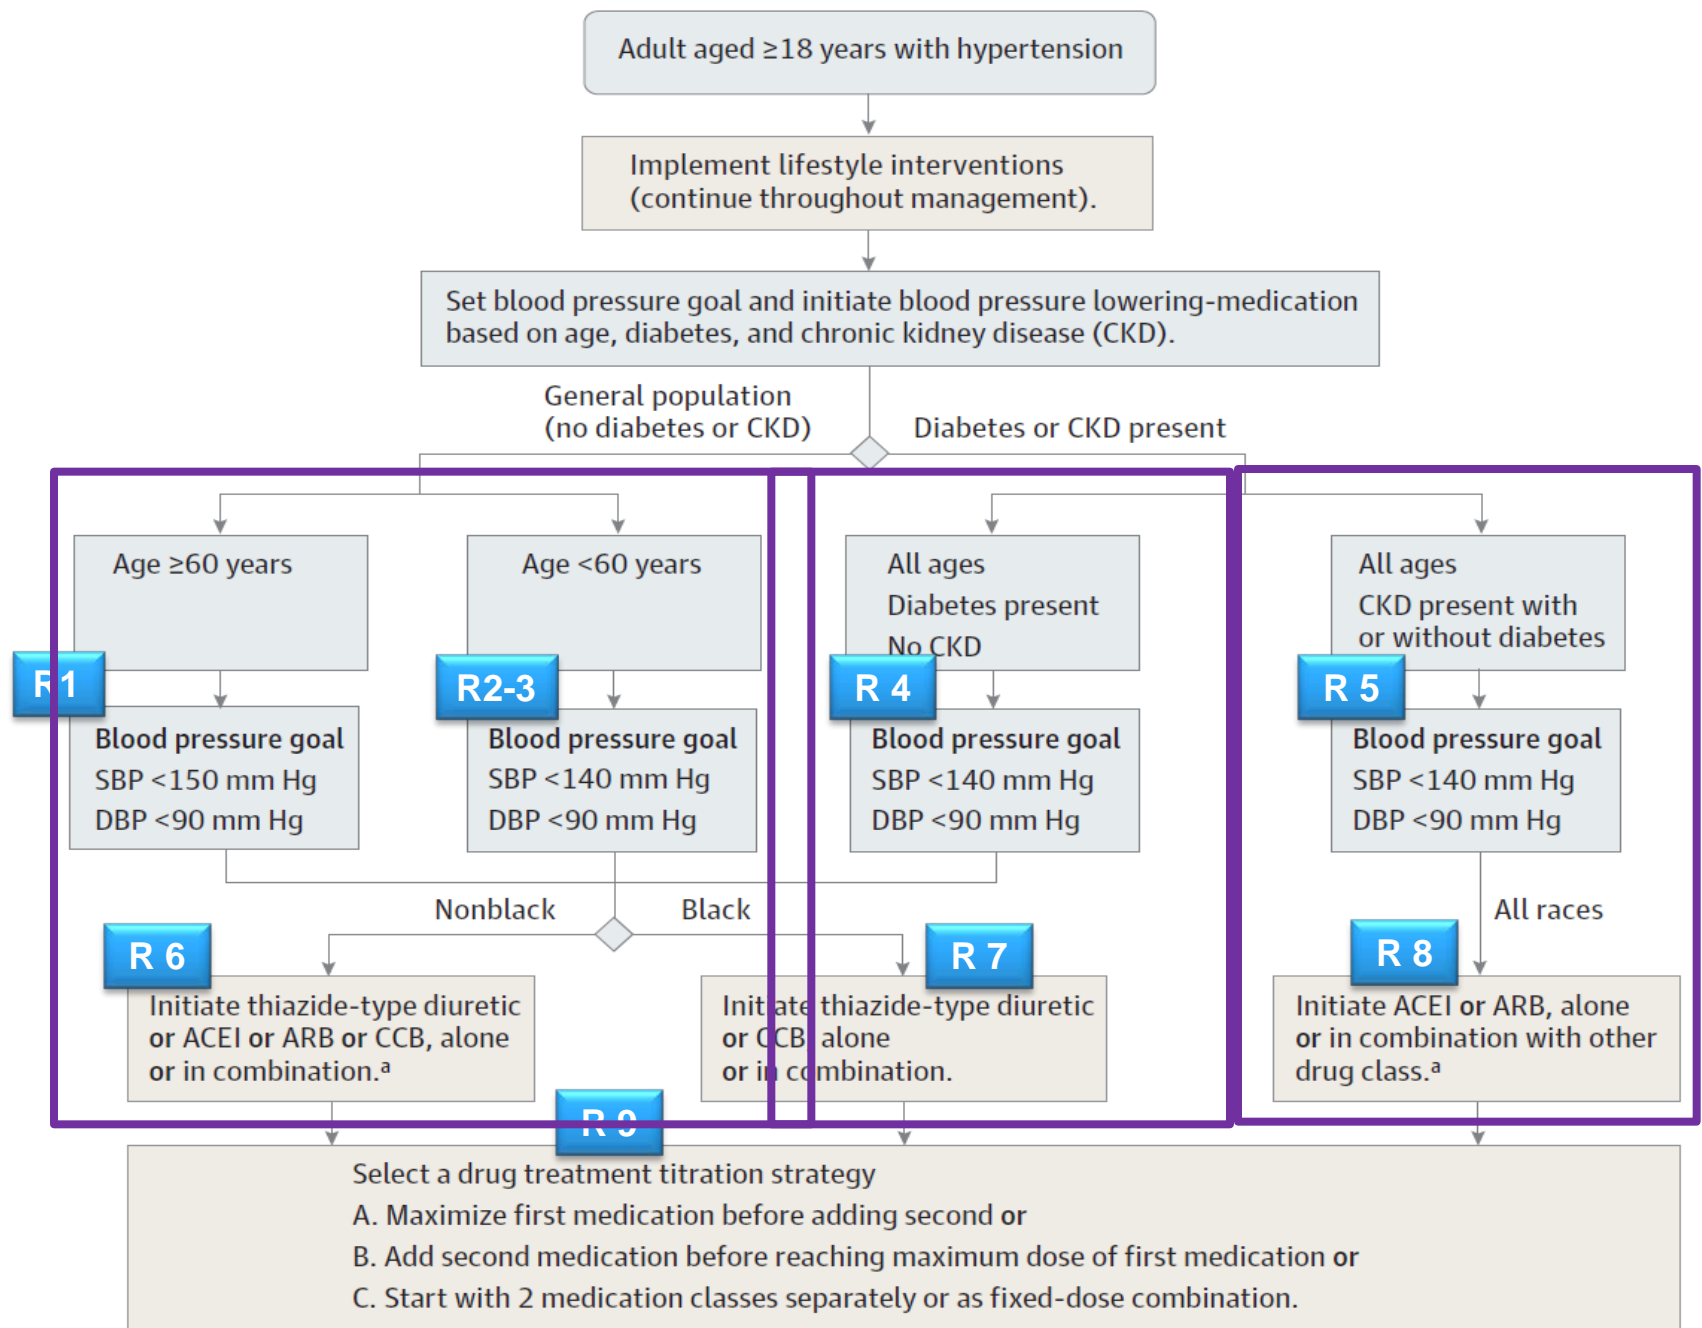 Adult aged ≥18 years with hypertension
Implement lifestyle interventions
(continue throughout management).
Set blood pressure goal and initiate blood pressure lowering-medication
based on age, diabetes, and chronic kidney disease (CKD).
General population
(no diabetes or CKD)
Diabetes or CKD present
Age ≥60 years
Age <60 years
All ages
Diabetes present
No CKD
All ages
CKD present with
or without diabetes
R1
R2-3
R 4
R 5
Blood pressure goal
SBP <150 mm Hg
DBP <90 mm Hg
Blood pressure goal
SBP <140 mm Hg
DBP <90 mm Hg
Blood pressure goal
SBP <140 mm Hg
DBP <90 mm Hg
Blood pressure goal
SBP <140 mm Hg
DBP <90 mm Hg
Nonblack
Black
All races
R 6
R 7
R 8
Initiate thiazide-type diuretic
or ACEI or ARB or CCB, alone
or in combination.ᵃ
Initiate thiazide-type diuretic
or CCB, alone
or in combination.
Initiate ACEI or ARB, alone
or in combination with other
drug class.ᵃ
R 9
Select a drug treatment titration strategy
A. Maximize first medication before adding second or
B. Add second medication before reaching maximum dose of first medication or
C. Start with 2 medication classes separately or as fixed-dose combination.